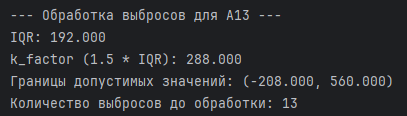 --- Обработка выбросов для A13 ---
IQR: 192.000
k_factor (1.5 * IQR): 288.000
Границы допустимых значений: (-208.000, 560.000)
Количество выбросов до обработки: 13